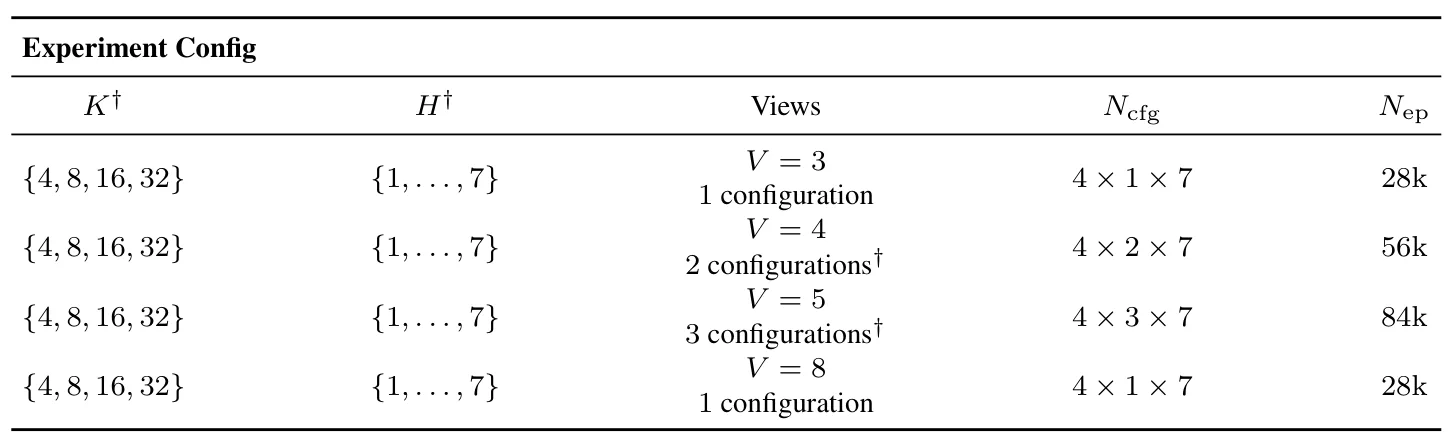 Experiment Config
K† H† Views N_cfg N_ep
{4, 8, 16, 32} {1, . . . , 7} V = 3 1 configuration 4 × 1 × 7 28k
{4, 8, 16, 32} {1, . . . , 7} V = 4 2 configurations† 4 × 2 × 7 56k
{4, 8, 16, 32} {1, . . . , 7} V = 5 3 configurations† 4 × 3 × 7 84k
{4, 8, 16, 32} {1, . . . , 7} V = 8 1 configuration 4 × 1 × 7 28k